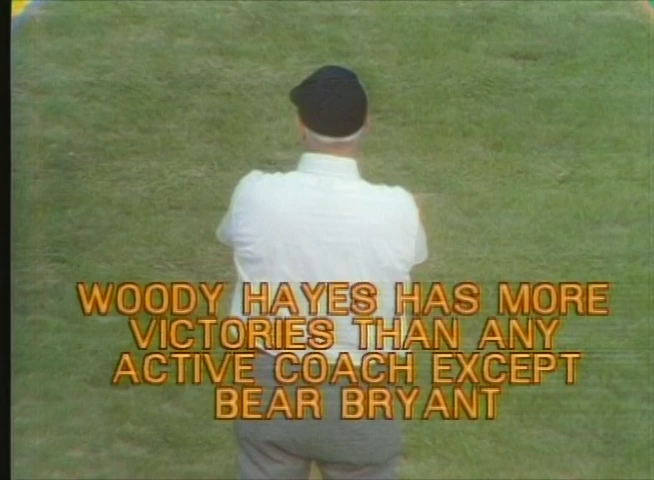 WOODY HAYES HAS MORE
VICTORIES THAN ANY
ACTIVE COACH EXCEPT
BEAR BRYANT